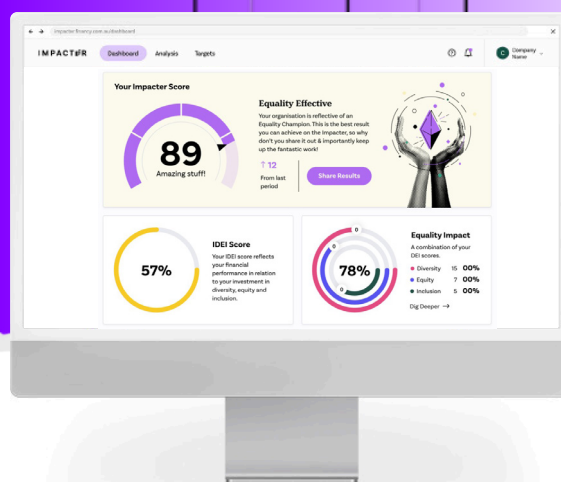 impacter.finance.com.au/dashboard
IMPACTER
Dashboard
Analysis
Targets
C
Company
Name
Your Impacter Score
89
Amazing stuff!
Equality Effective
Your organisation is reflective of an
Equality Champion. This is the best result
you can achieve on the Impacter, so why
don't you share it out & importantly keep
up the fantastic work!
↑ 12
From last
period
Share Results
57%
IDEI Score
Your IDEI score reflects
your financial
performance in relation
to your investment in
diversity, equity and
inclusion.
0
0
0
78%
Equality Impact
A combination of your
DEI scores.
Diversity 15 00%
Equity 7 00%
Inclusion 5 00%
Dig Deeper →